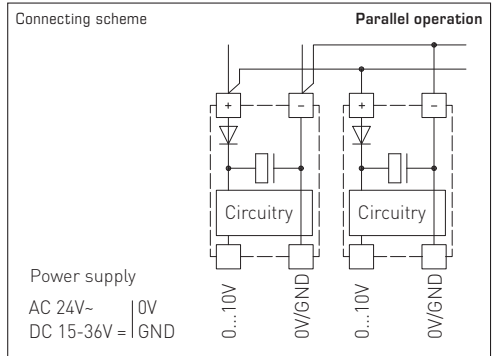 Connecting scheme
Parallel operation
+ − + −
Circuitry Circuitry
Power supply
AC 24V~ 0V
DC 15-36V = GND
0...10V
0V/GND
0...10V
0V/GND